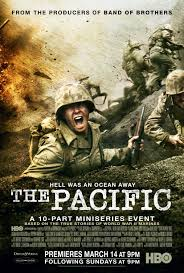 FROM THE PRODUCERS OF BAND OF BROTHERS
HELL WAS AN OCEAN AWAY
THE PACIFIC
A 10-PART MINISERIES EVENT
BASED ON THE TRUE STORIES OF WORLD WAR II MARINES
HBO
DREAMWORKS
PREMIERES MARCH 14 AT 9PM
FOLLOWING SUNDAYS AT 9PM
HBO